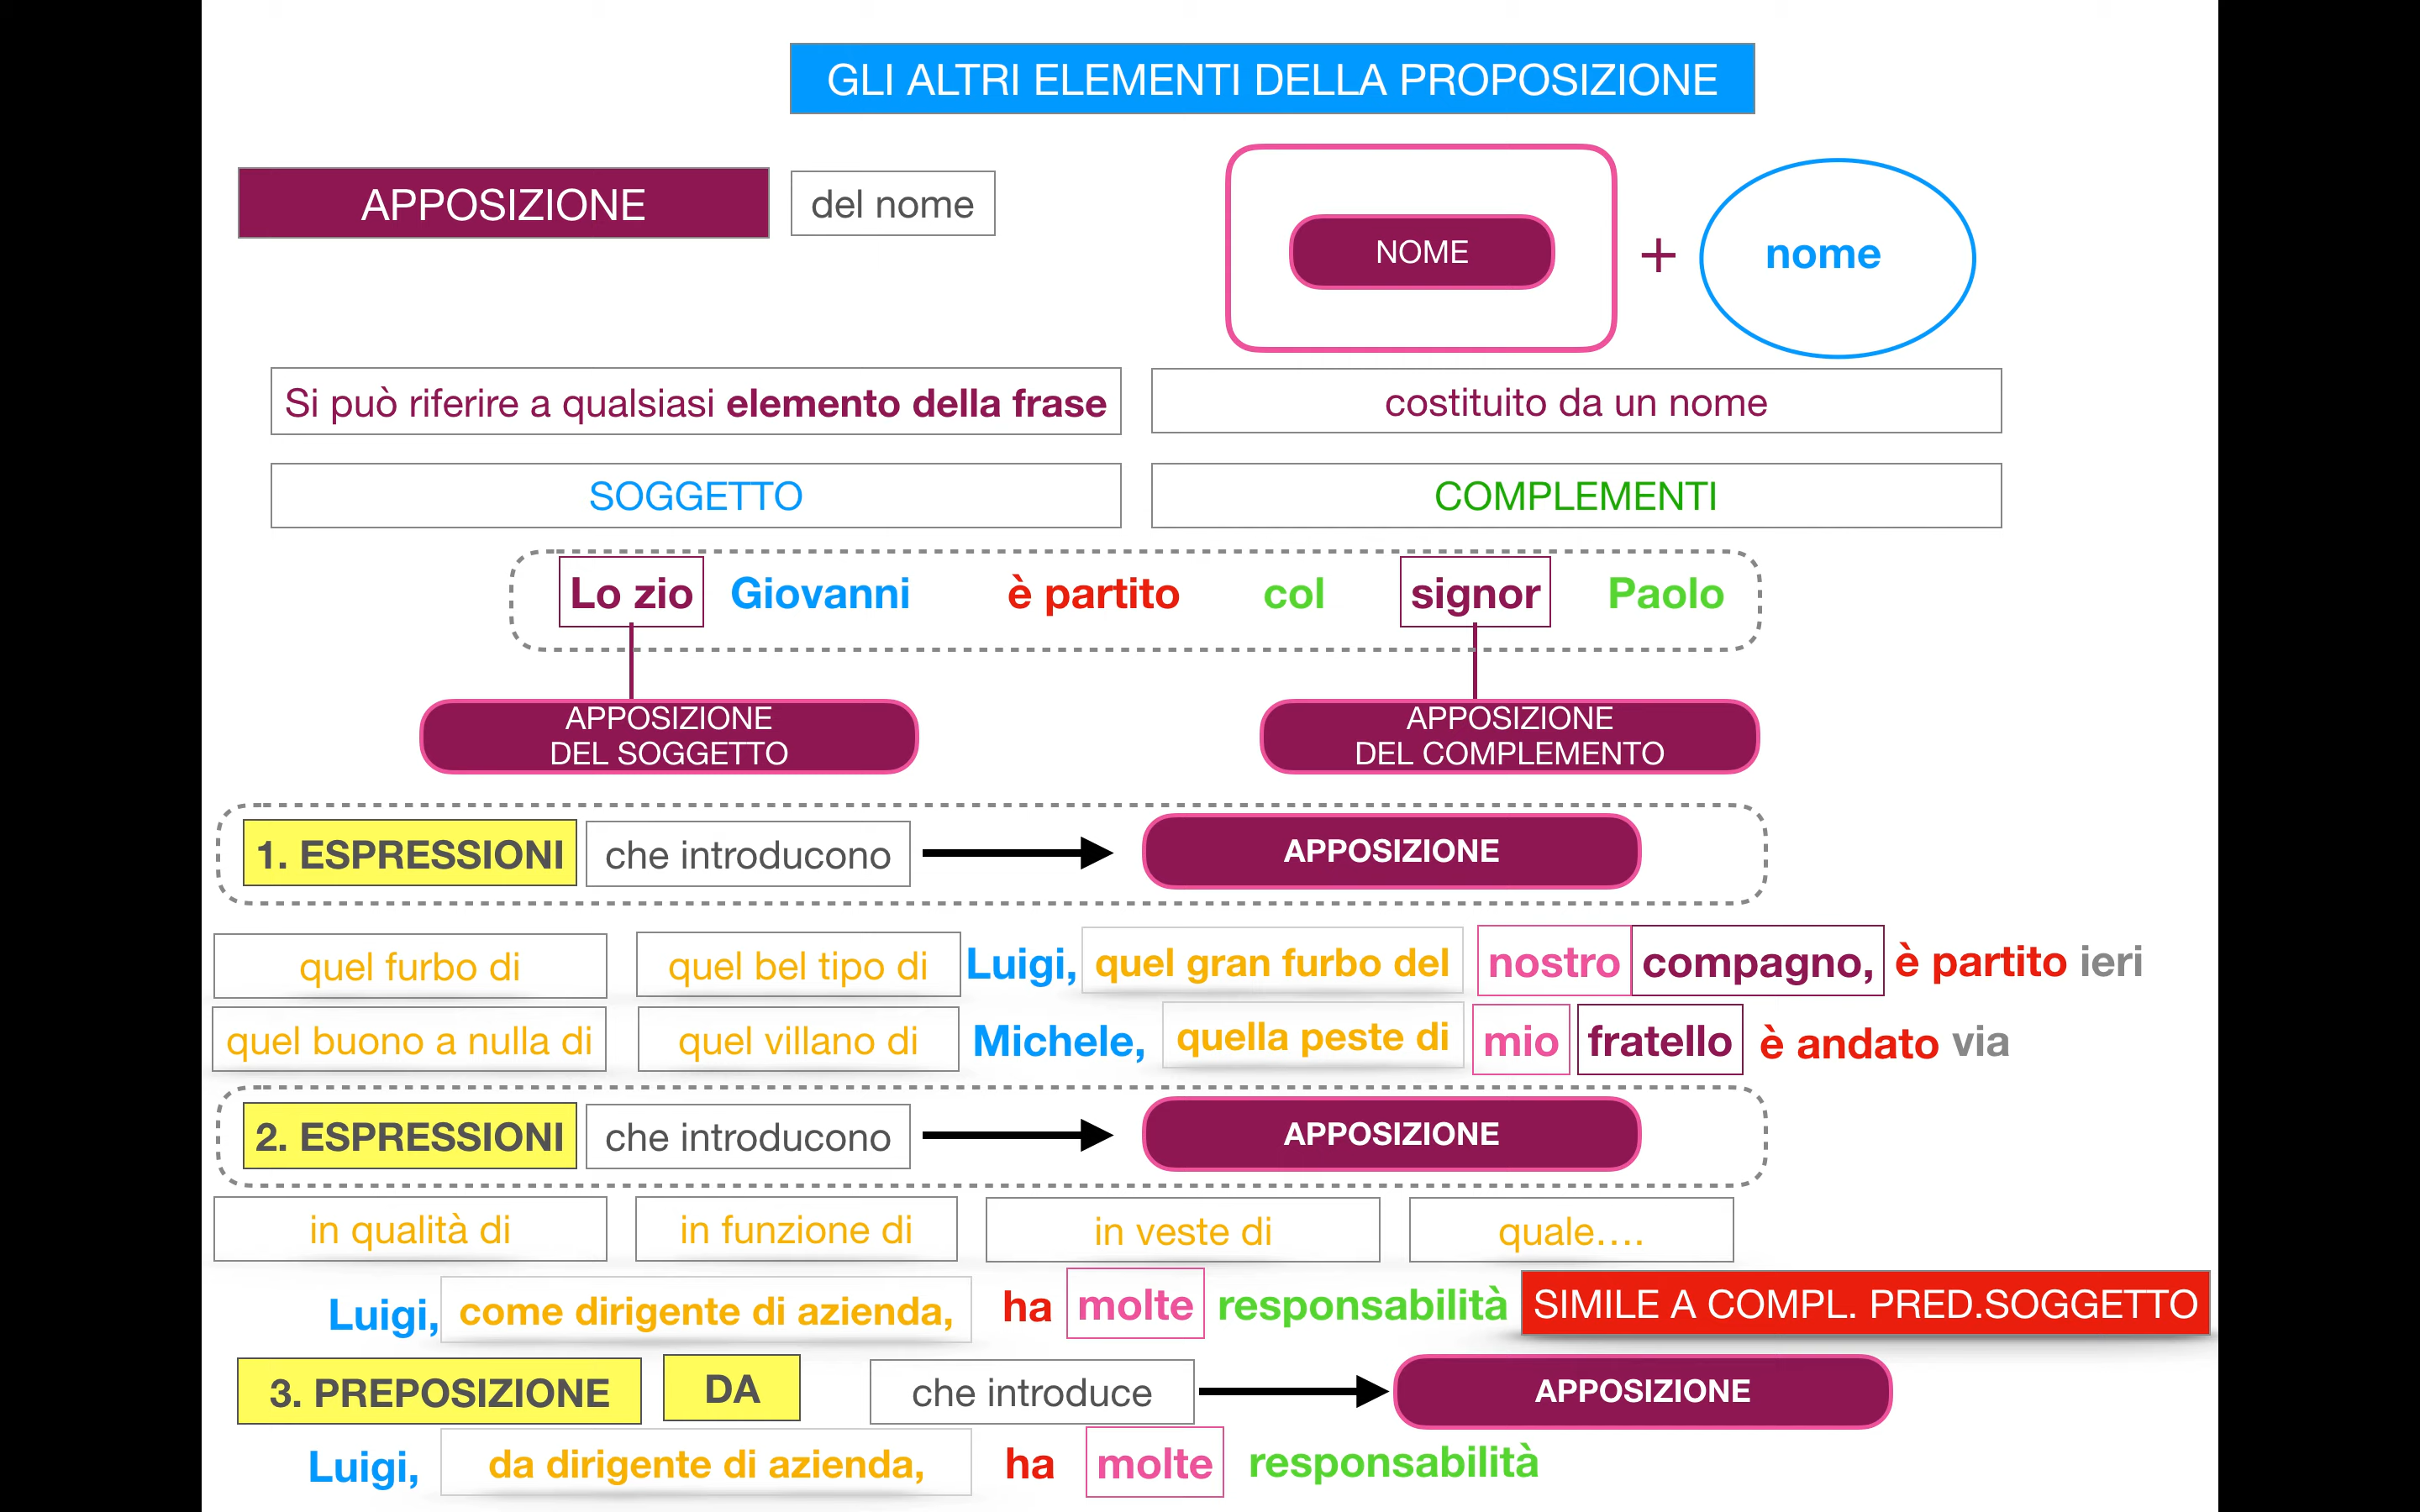 GLI ALTRI ELEMENTI DELLA PROPOSIZIONE
APPOSIZIONE del nome
NOME + nome
Si può riferire a qualsiasi elemento della frase
costituito da un nome
SOGGETTO
COMPLEMENTI
Lo zio Giovanni è partito col signor Paolo
APPOSIZIONE
DEL SOGGETTO
APPOSIZIONE
DEL COMPLEMENTO
1. ESPRESSIONI che introducono APPOSIZIONE
quel furbo di
quel bel tipo di
Luigi, quel gran furbo del nostro compagno, è partito ieri
quel buono a nulla di
quel villano di
Michele, quella peste di mio fratello è andato via
2. ESPRESSIONI che introducono APPOSIZIONE
in qualità di
in funzione di
in veste di
quale....
Luigi, come dirigente di azienda, ha molte responsabilità
SIMILE A COMPL. PRED.SOGGETTO
3. PREPOSIZIONE DA che introduce APPOSIZIONE
Luigi, da dirigente di azienda, ha molte responsabilità